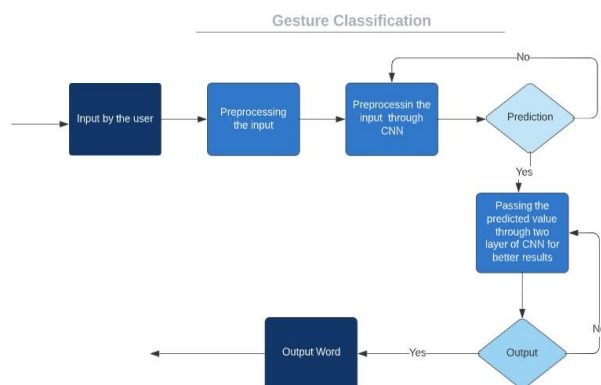 Gesture Classification
No
Input by the user
Preprocessing
the input
Preprocessin the
input through
CNN
Prediction
Yes
Passing the
predicted value
through two
layer of CNN for
better results
No
Output Word
Yes
Output